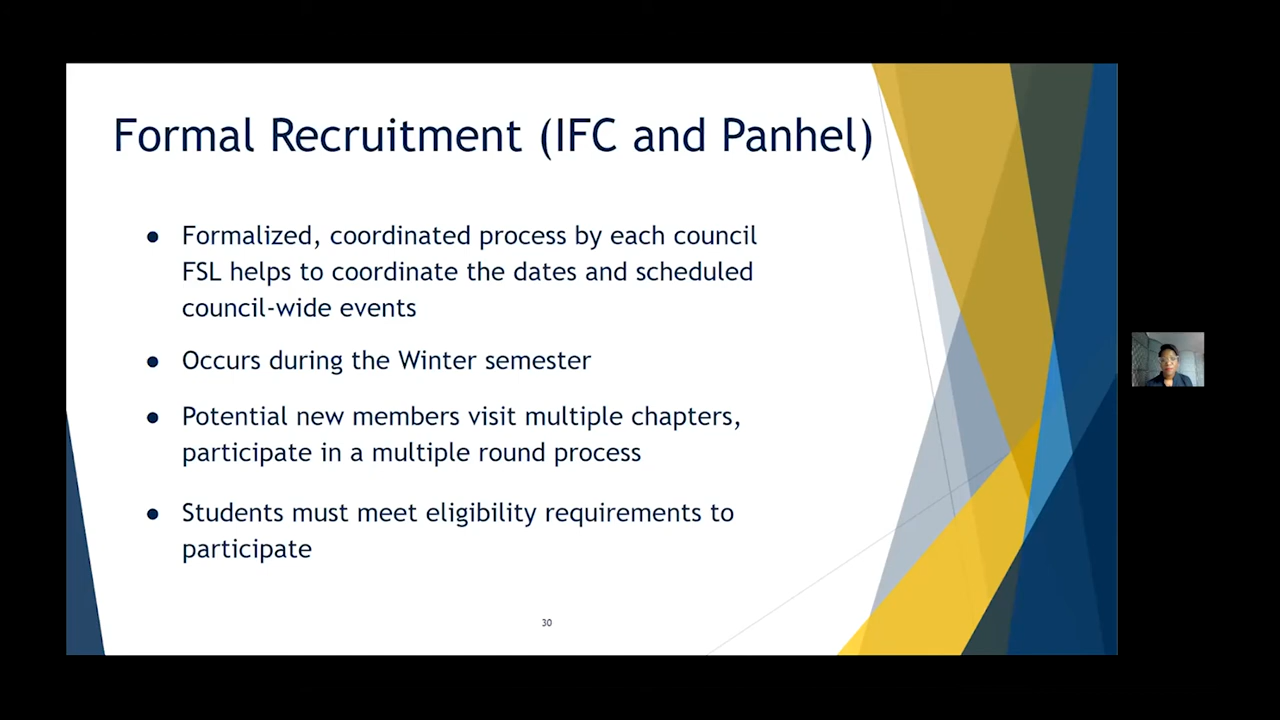 Formal Recruitment (IFC and Panhel)
● Formalized, coordinated process by each council
FSL helps to coordinate the dates and scheduled
council-wide events
● Occurs during the Winter semester
● Potential new members visit multiple chapters,
participate in a multiple round process
● Students must meet eligibility requirements to
participate
30